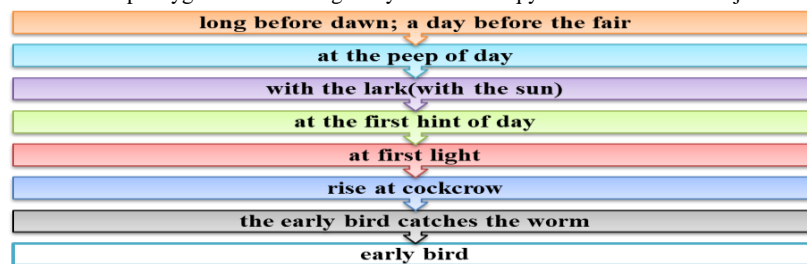 long before dawn; a day before the fair
at the peep of day
with the lark(with the sun)
at the first hint of day
at first light
rise at cockcrow
the early bird catches the worm
early bird